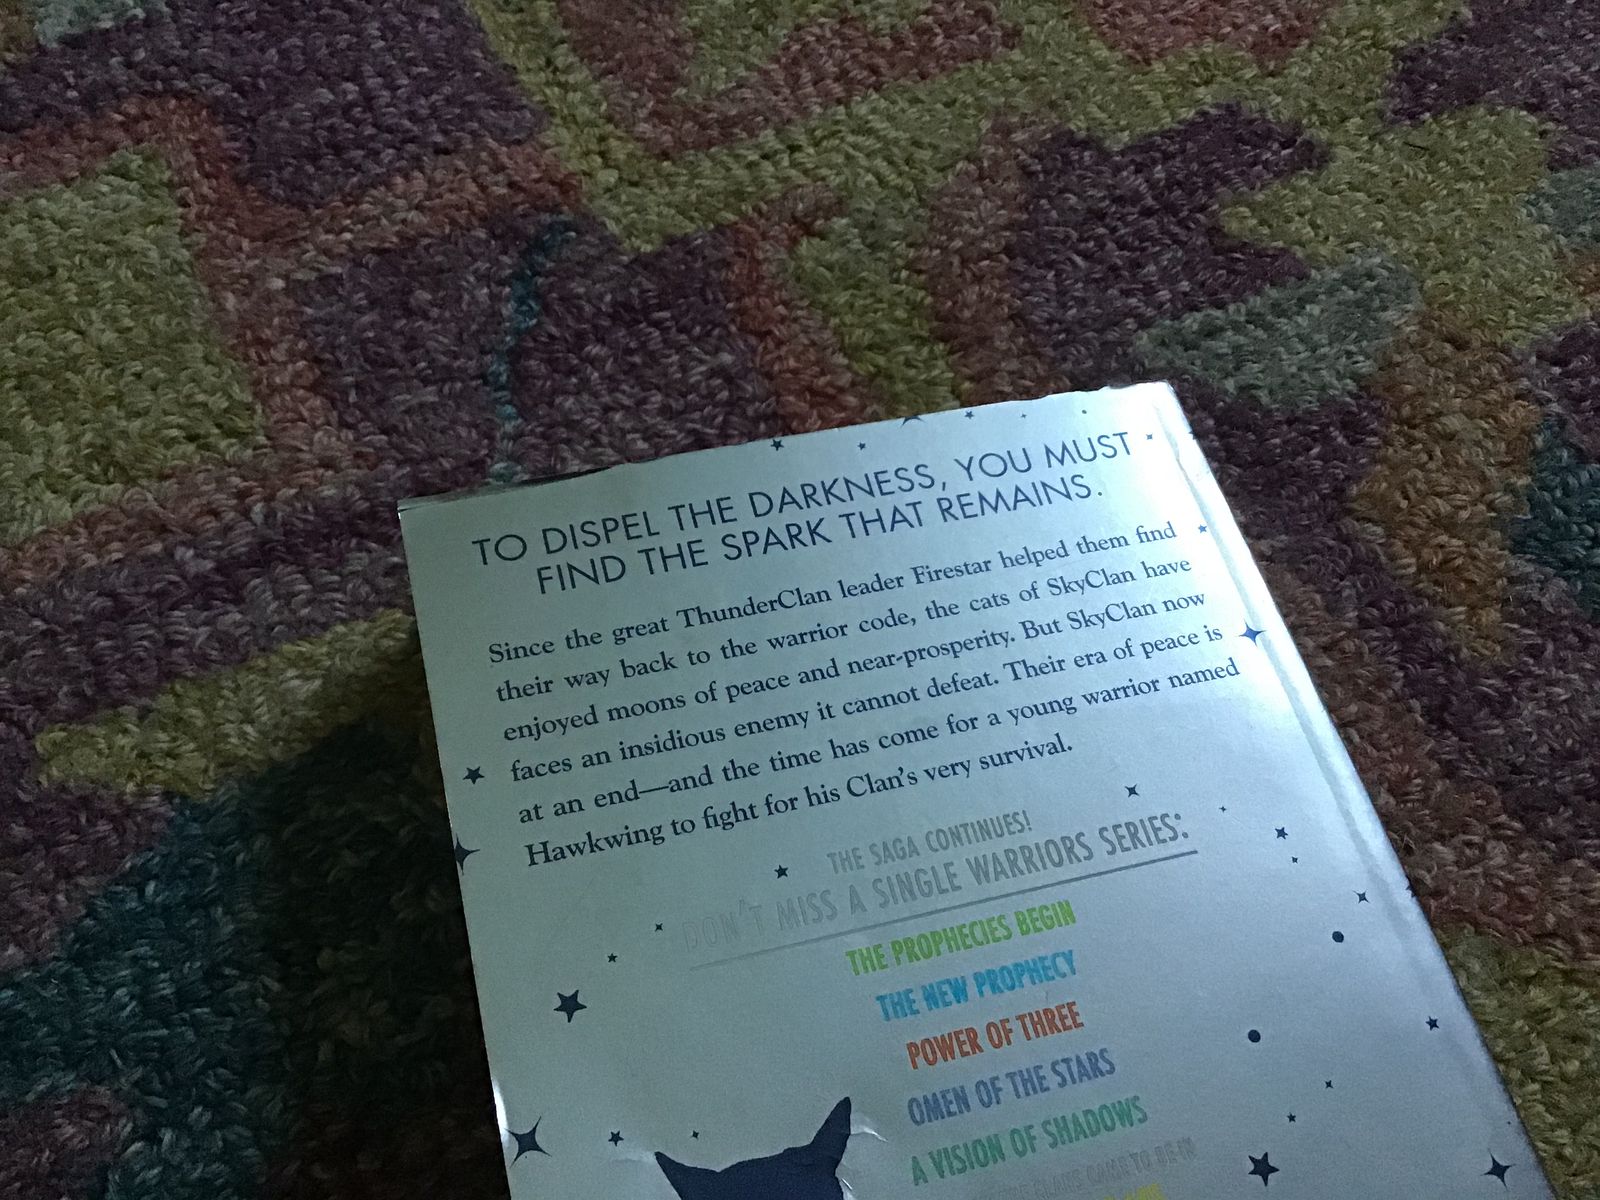 TO DISPEL THE DARKNESS, YOU MUST
FIND THE SPARK THAT REMAINS.
Since the great ThunderClan leader Firestar helped them find
their way back to the warrior code, the cats of SkyClan have
enjoyed moons of peace and near-prosperity. But SkyClan now
faces an insidious enemy it cannot defeat. Their era of peace is
at an end—and the time has come for a young warrior named
Hawkwing to fight for his Clan's very survival.
THE SAGA CONTINUES!
DON'T MISS A SINGLE WARRIORS SERIES:
THE PROPHECIES BEGIN
THE NEW PROPHECY
POWER OF THREE
OMEN OF THE STARS
A VISION OF SHADOWS
CLANS CAME TO BE IN